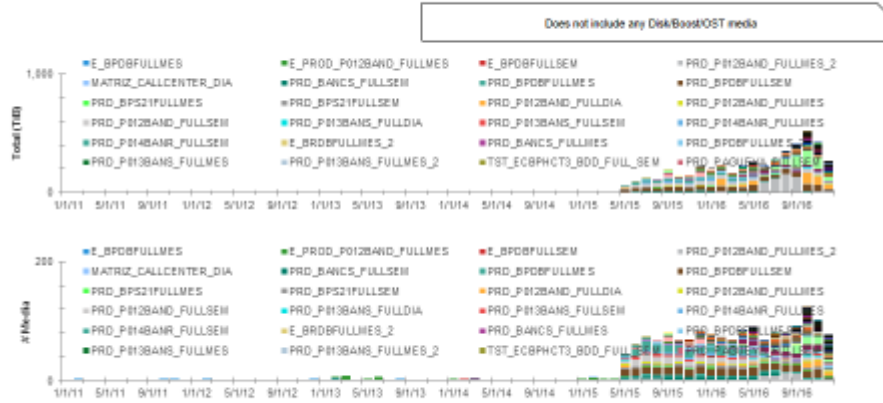 Does not include any Disk/Boost/OST media
E_BPDBFULLMES E_PROD_P012BAND_FULLMES E_BPDBFULLSEM PRD_P012BAND_FULLMES_2
1,000 MATRIZ_CALLCENTER_DIA PRD_BANCS_FULLSEM PRD_BPDBFULLMES PRD_BPDBFULLSEM
PRD_BPS21FULLMES PRD_BPS21FULLSEM PRD_P012BAND_FULLDIA PRD_P012BAND_FULLMES
PRD_P012BAND_FULLSEM PRD_P013BANS_FULLDIA PRD_P013BANS_FULLSEM PRD_P014BANR_FULLMES
PRD_P014BANR_FULLSEM E_BRDBFULLMES_2 PRD_BANCS_FULLMES PRD_BPDBFULLMES_2
PRD_P013BANS_FULLMES PRD_P013BANS_FULLMES_2 TST_ECBPHCT3_BDD_FULL_SEM
Total (TiB)
0
1/1/11 5/1/11 9/1/11 1/1/12 5/1/12 9/1/12 1/1/13 5/1/13 9/1/13 1/1/14 5/1/14 9/1/14 1/1/15 5/1/15 9/1/15 1/1/16 5/1/16 9/1/16
200 E_BPDBFULLMES E_PROD_P012BAND_FULLMES E_BPDBFULLSEM PRD_P012BAND_FULLMES_2
MATRIZ_CALLCENTER_DIA PRD_BANCS_FULLSEM PRD_BPDBFULLMES PRD_BPDBFULLSEM
PRD_BPS21FULLMES PRD_BPS21FULLSEM PRD_P012BAND_FULLDIA PRD_P012BAND_FULLMES
PRD_P012BAND_FULLSEM PRD_P013BANS_FULLDIA PRD_P013BANS_FULLSEM PRD_P014BANR_FULLMES
PRD_P014BANR_FULLSEM E_BRDBFULLMES_2 PRD_BANCS_FULLMES
PRD_P013BANS_FULLMES PRD_P013BANS_FULLMES_2
# Media
0
1/1/11 5/1/11 9/1/11 1/1/12 5/1/12 9/1/12 1/1/13 5/1/13 9/1/13 1/1/14 5/1/14 9/1/14 1/1/15 5/1/15 9/1/15 1/1/16 5/1/16 9/1/16